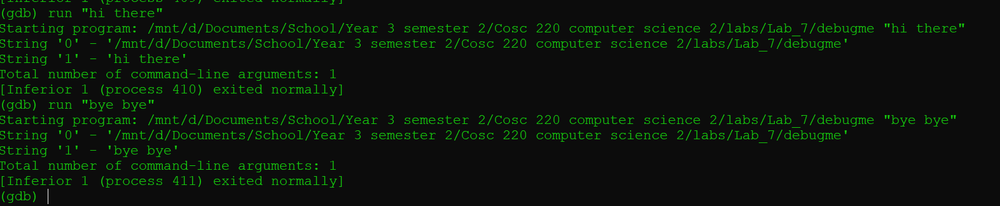 [Inferior 1 (process 409) exited normally]
(gdb) run "hi there"
Starting program: /mnt/d/Documents/School/Year 3 semester 2/Cosc 220 computer science 2/labs/Lab_7/debugme "hi there"
String '0' - '/mnt/d/Documents/School/Year 3 semester 2/Cosc 220 computer science 2/labs/Lab_7/debugme'
String '1' - 'hi there'
Total number of command-line arguments: 1
[Inferior 1 (process 410) exited normally]
(gdb) run "bye bye"
Starting program: /mnt/d/Documents/School/Year 3 semester 2/Cosc 220 computer science 2/labs/Lab_7/debugme "bye bye"
String '0' - '/mnt/d/Documents/School/Year 3 semester 2/Cosc 220 computer science 2/labs/Lab_7/debugme'
String '1' - 'bye bye'
Total number of command-line arguments: 1
[Inferior 1 (process 411) exited normally]
(gdb)